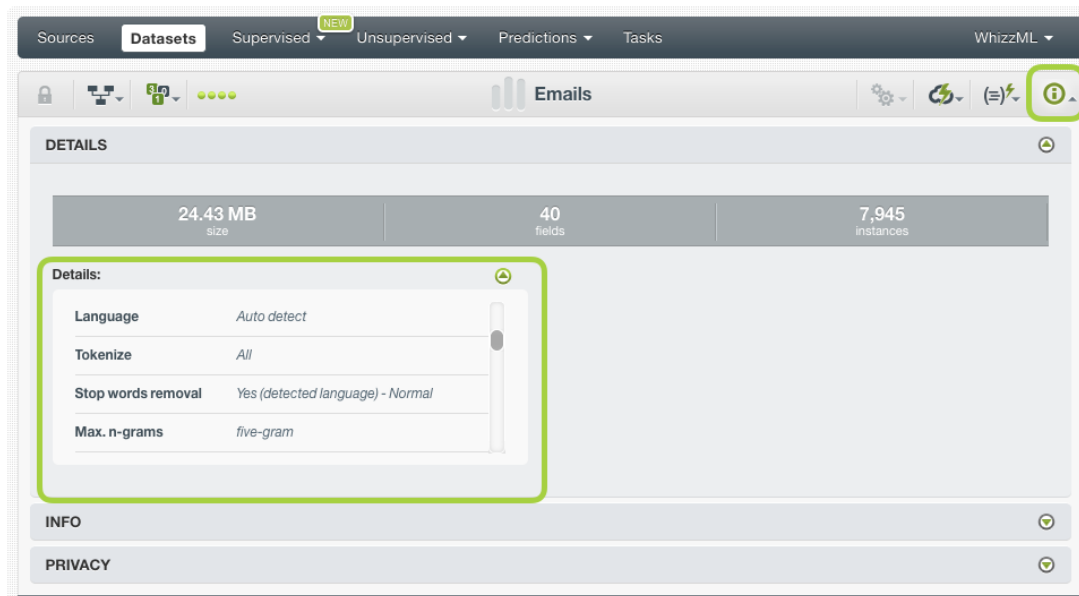 NEW
Sources Datasets Supervised Unsupervised Predictions Tasks WhizzML
Emails
DETAILS
24.43 MB 40 7,945
size fields instances
Details:
Language Auto detect
Tokenize All
Stop words removal Yes (detected language) - Normal
Max. n-grams five-gram
INFO
PRIVACY